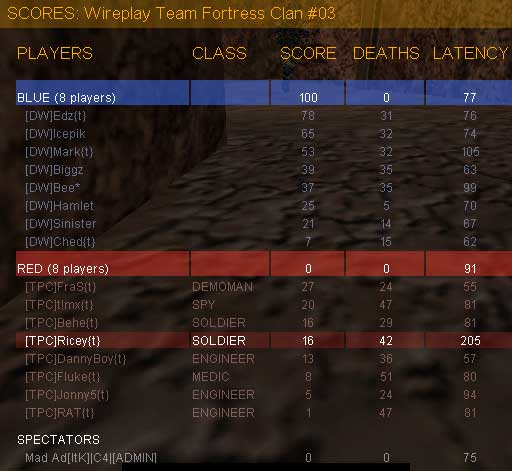 SCORES: Wireplay Team Fortress Clan #03
PLAYERS CLASS SCORE DEATHS LATENCY
BLUE (8 players) 100 0 77
[DW]Edz{t} 78 31 76
[DW]Icepik 65 32 74
[DW]Mark{t} 53 32 105
[DW]Biggz 39 35 63
[DW]Bee* 37 35 99
[DW]Hamlet 25 5 70
[DW]Sinister 21 14 67
[DW]Ched{t} 7 15 62
RED (8 players) 0 0 91
[TPC]FraS{t} DEMOMAN 27 24 55
[TPC]tImx{t} SPY 20 47 81
[TPC]Behe{t} SOLDIER 16 29 81
[TPC]Ricey{t} SOLDIER 16 42 205
[TPC]DannyBoy{t} ENGINEER 13 36 57
[TPC]Fluke{t} MEDIC 8 51 80
[TPC]Jonny5{t} ENGINEER 5 24 94
[TPC]RAT{t} ENGINEER 1 47 81
SPECTATORS
Mad Ad[ItK]|C4|[ADMIN] 0 0 75